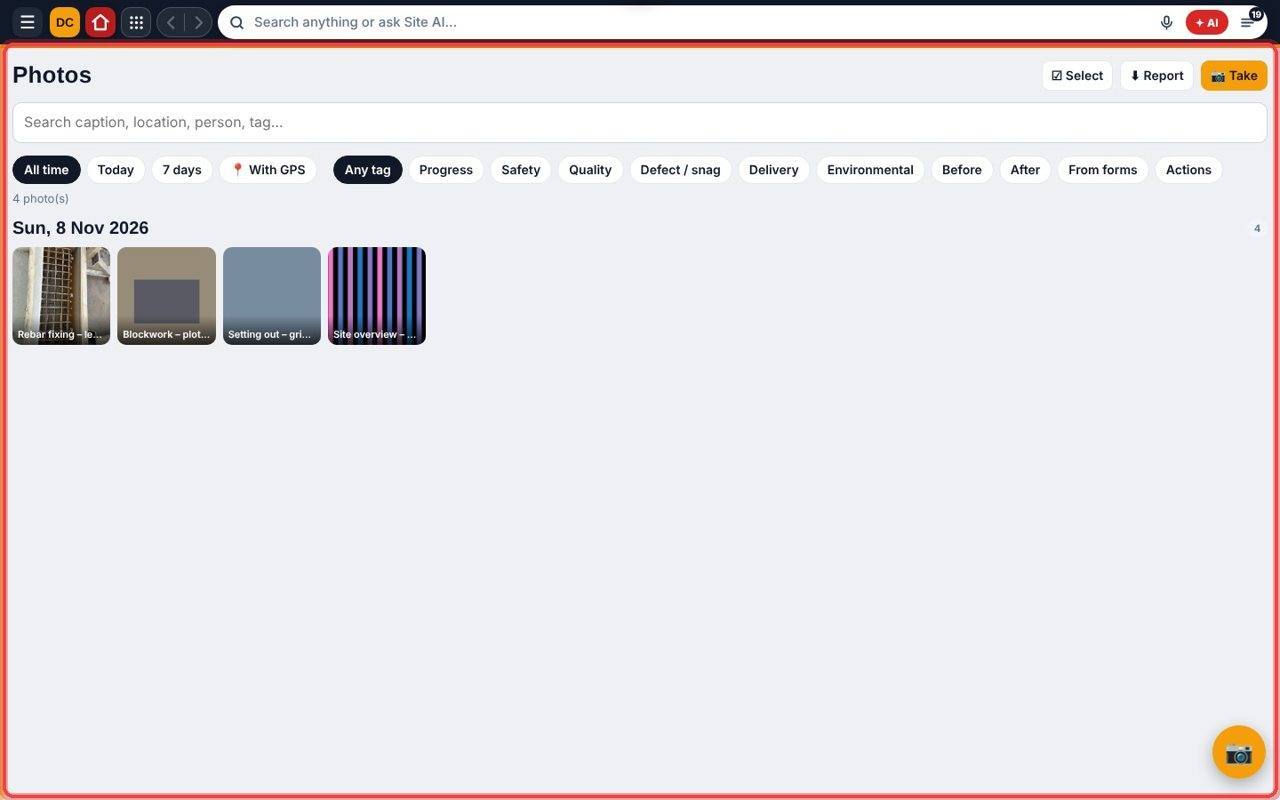 DC
Search anything or ask Site AI...
AI
19
Photos
Select
Report
Take
Search caption, location, person, tag...
All time
Today
7 days
With GPS
Any tag
Progress
Safety
Quality
Defect / snag
Delivery
Environmental
Before
After
From forms
Actions
4 photo(s)
Sun, 8 Nov 2026
4
Rebar fixing – le...
Blockwork – plot...
Setting out – gri...
Site overview – ...